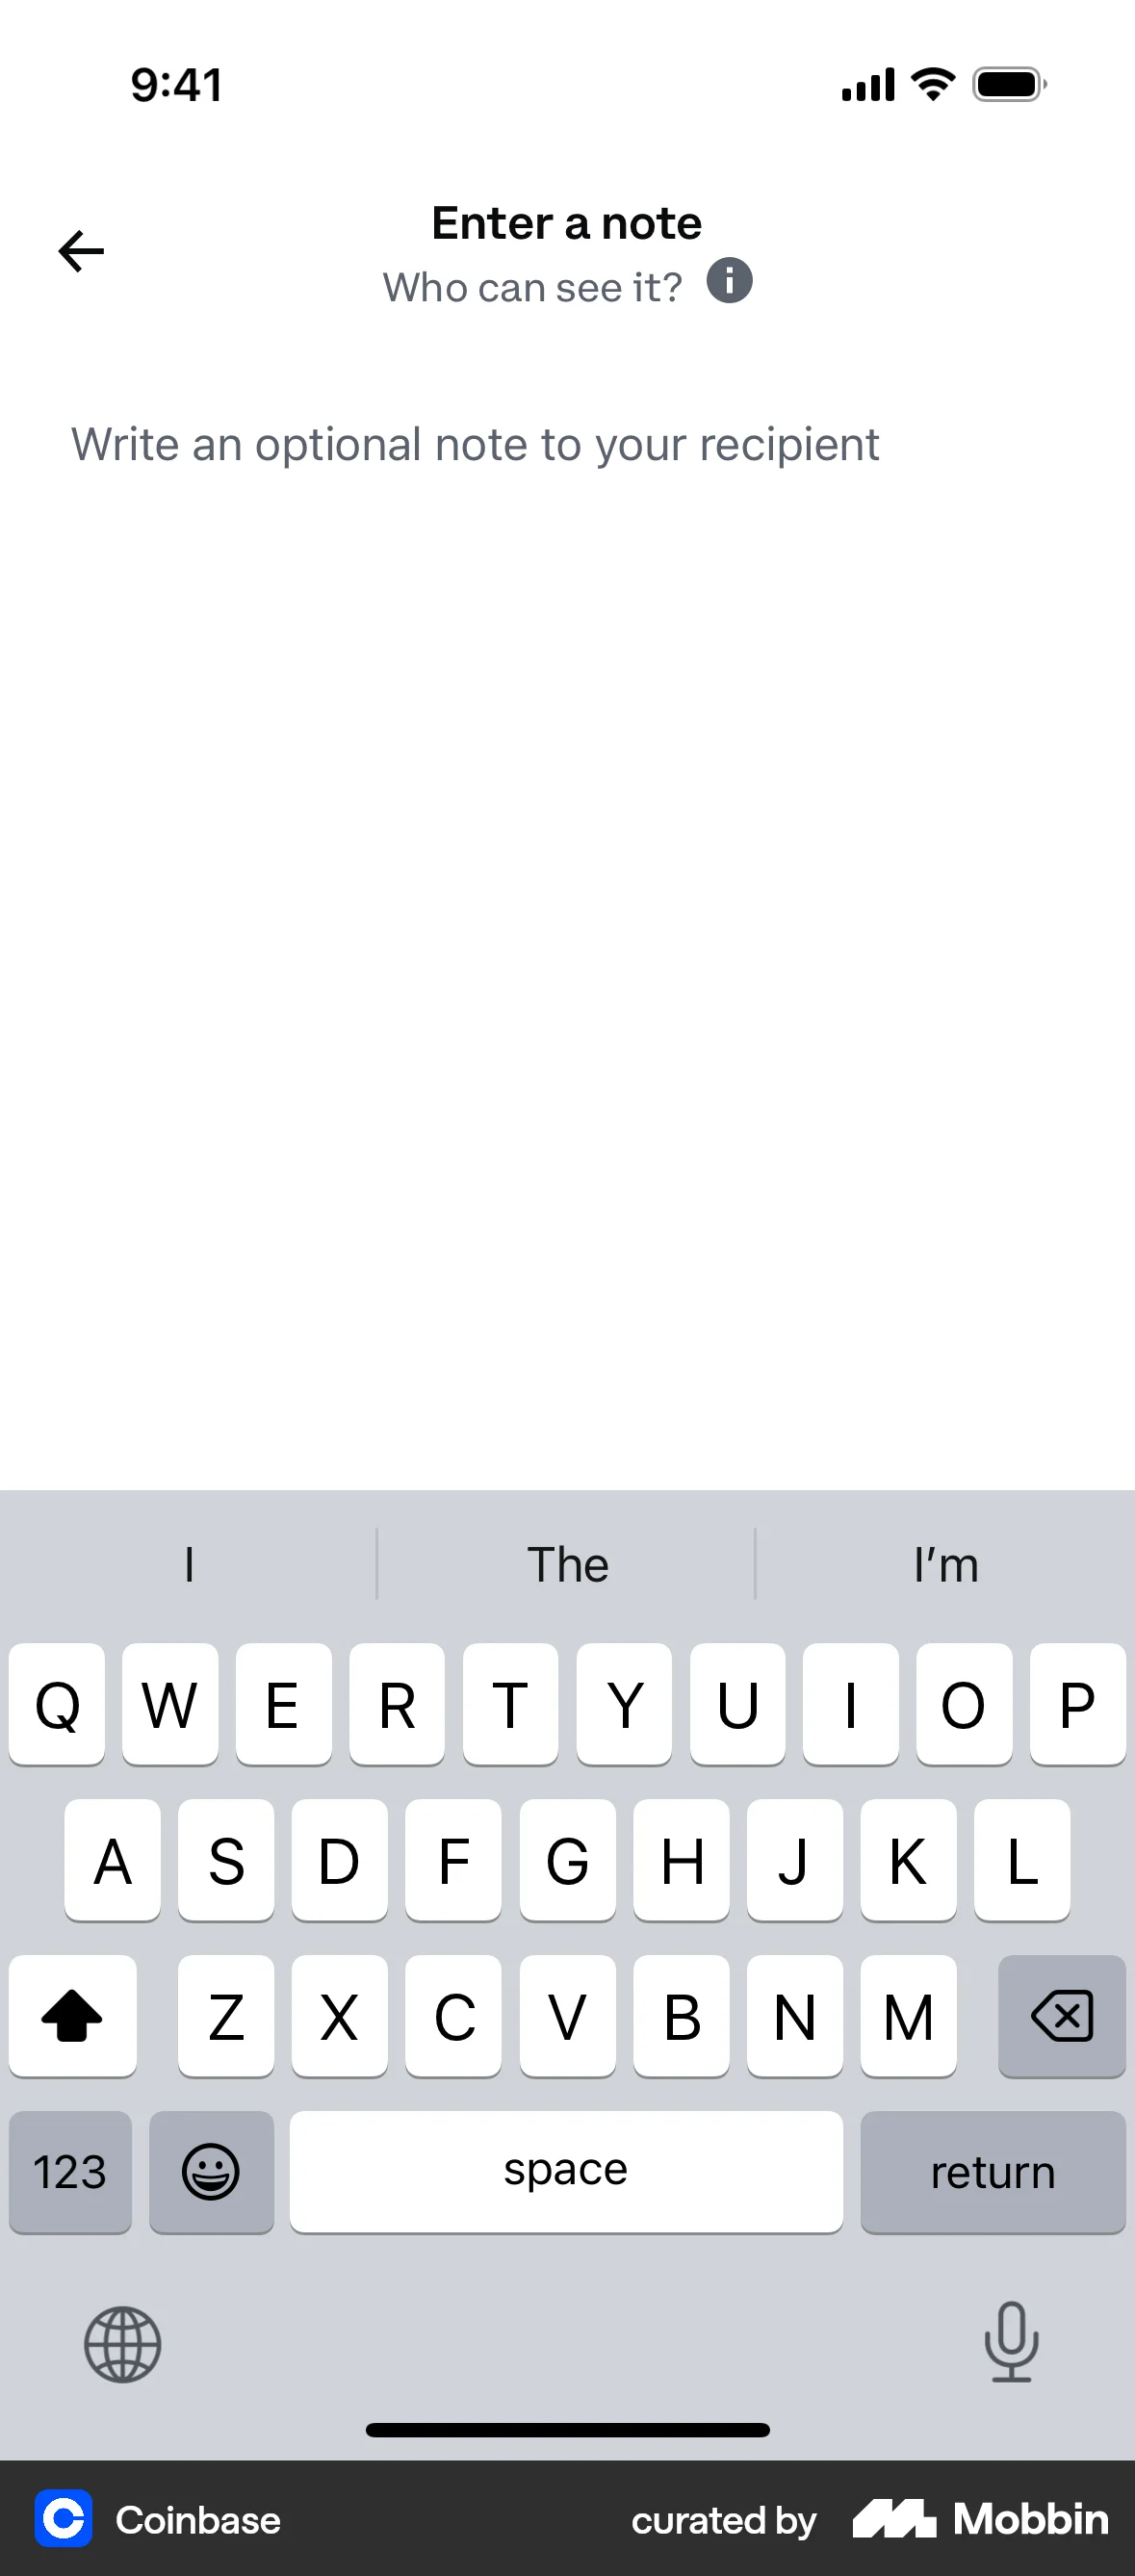 9:41
Enter a note
Who can see it?
Write an optional note to your recipient
I The I'm
Q W E R T Y U I O P
A S D F G H J K L
Z X C V B N M
123 space return
Coinbase curated by Mobbin